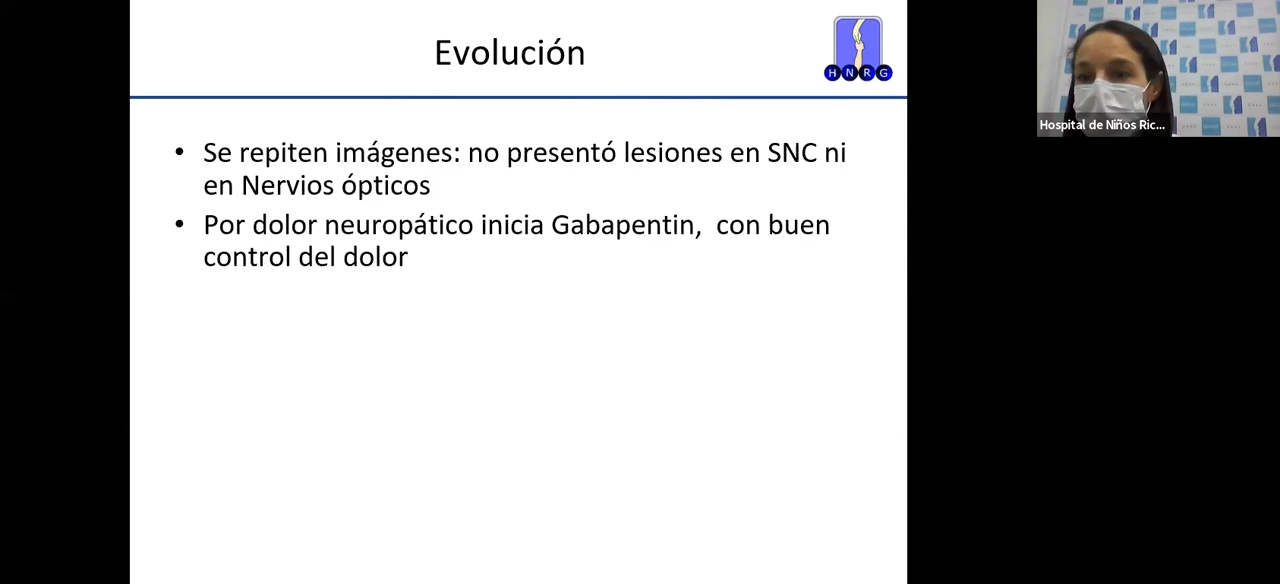 Evolución
H N R G
• Se repiten imágenes: no presentó lesiones en SNC ni
en Nervios ópticos
• Por dolor neuropático inicia Gabapentin, con buen
control del dolor
Hospital de Niños Ric...